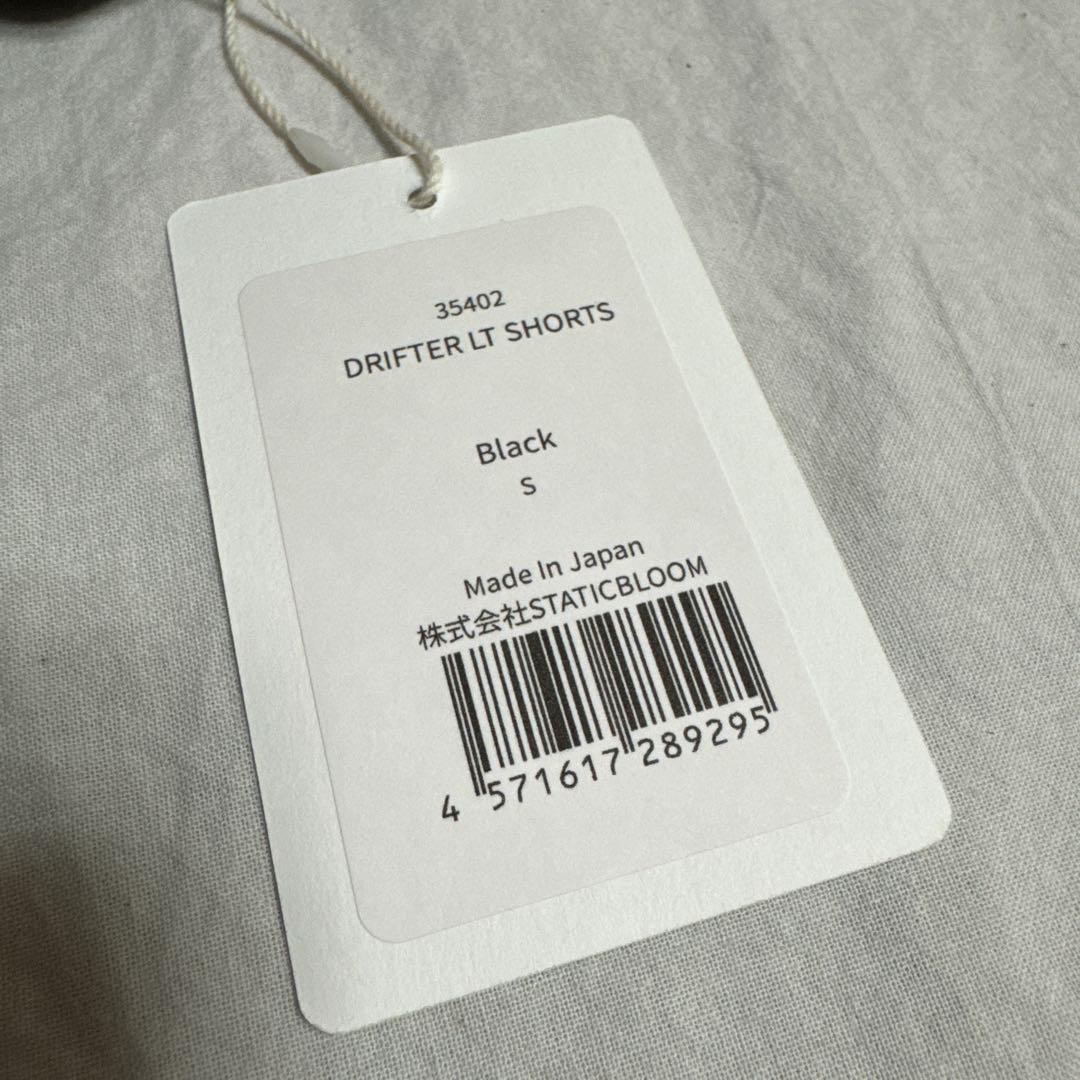 35402
DRIFTER LT SHORTS
Black
S
Made In Japan
株式会社STATICBLOOM
4 571617 289295